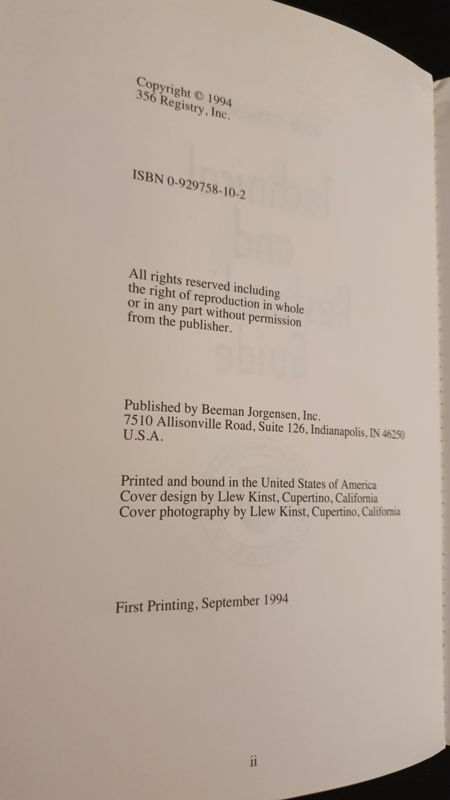 Copyright © 1994
356 Registry, Inc.
ISBN 0-929758-10-2
All rights reserved including
the right of reproduction in whole
or in any part without permission
from the publisher.
Published by Beeman Jorgensen, Inc.
7510 Allisonville Road, Suite 126, Indianapolis, IN 46250
U.S.A.
Printed and bound in the United States of America
Cover design by Llew Kinst, Cupertino, California
Cover photography by Llew Kinst, Cupertino, California
First Printing, September 1994
ii